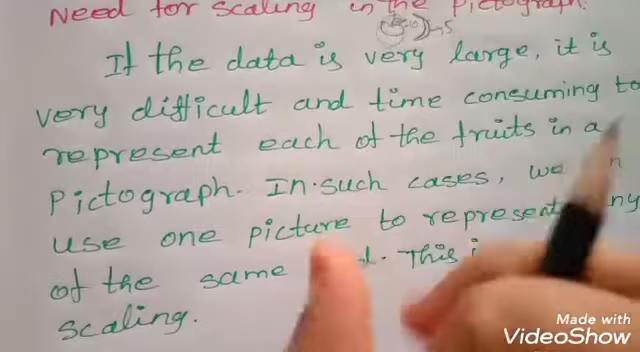 Need for scaling in the Pictograph.
If the data is very large, it is
very difficult and time consuming to
represent each of the fruits in a
Pictograph. In such cases, we
use one picture to represent
of the same This
scaling.
Made with
VideoShow